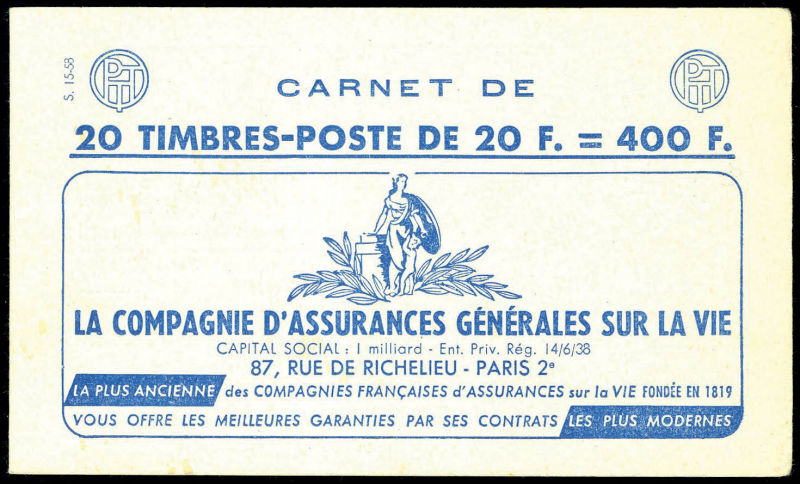 S. 15-58
PTT
CARNET DE
PTT
20 TIMBRES-POSTE DE 20 F. = 400 F.
LA COMPAGNIE D'ASSURANCES GÉNÉRALES SUR LA VIE
CAPITAL SOCIAL : 1 milliard - Ent. Priv. Rég. 14/6/38
87, RUE DE RICHELIEU - PARIS 2e
LA PLUS ANCIENNE des COMPAGNIES FRANÇAISES d'ASSURANCES sur la VIE FONDÉE EN 1819
VOUS OFFRE LES MEILLEURES GARANTIES PAR SES CONTRATS LES PLUS MODERNES